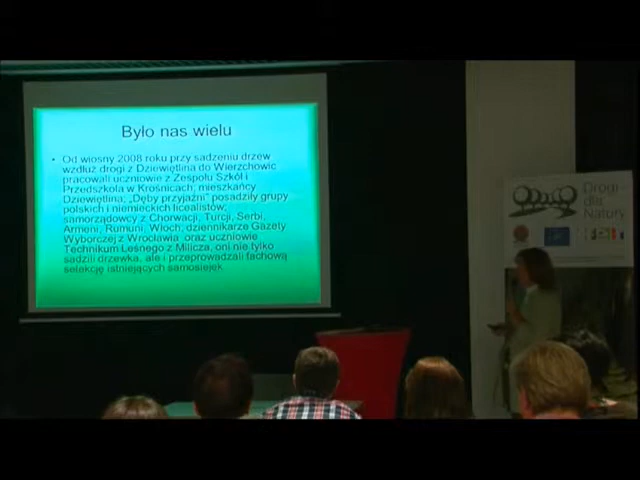 Było nas wielu
• Od wiosny 2008 roku przy sadzeniu drzew
wzdłuż drogi z Dziewiętlina do Wierzchowic
pracowali uczniowie z Zespołu Szkół i
Przedszkola w Krośnicach; mieszkańcy
Dziewiętlina; „Dęby przyjaźni” posadziły grupy
polskich i niemieckich licealistów;
samorządowcy z Chorwacji, Turcji, Serbi,
Armeni, Rumuni, Włoch; dziennikarze Gazety
Wyborczej z Wrocławia oraz uczniowie
Technikum Leśnego z Milicza, oni nie tylko
sadzili drzewka, ale i przeprowadzali fachową
selekcję istniejących samosiejek
Drogi
dla
Natury